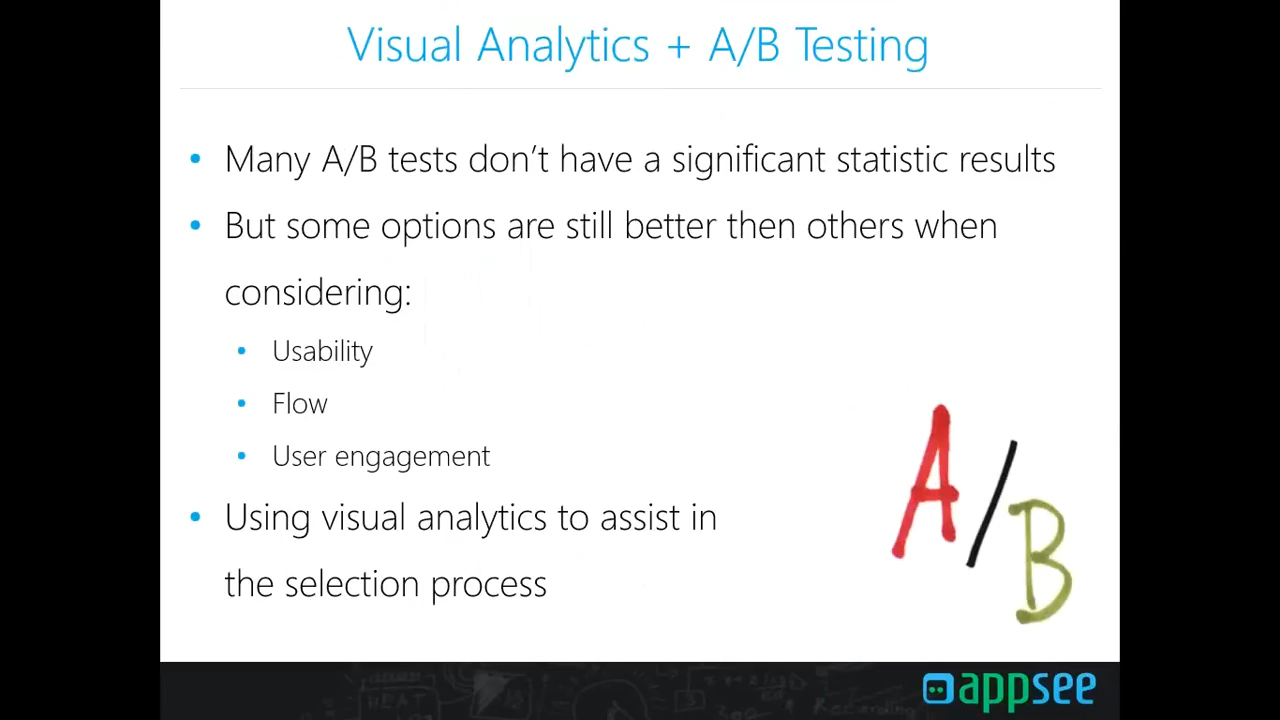 Visual Analytics + A/B Testing
• Many A/B tests don't have a significant statistic results
• But some options are still better then others when
considering:
• Usability
• Flow
• User engagement
• Using visual analytics to assist in
the selection process
A/B
HEAT
appsee